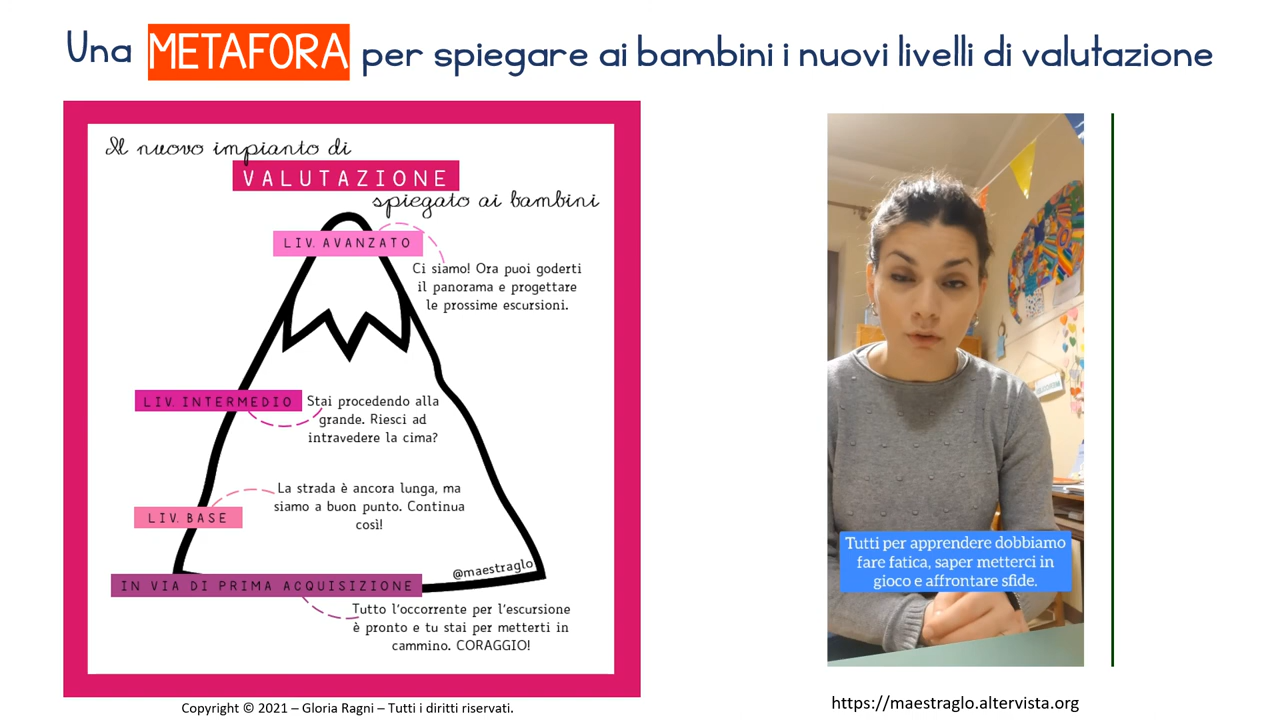 Una METAFORA per spiegare ai bambini i nuovi livelli di valutazione
Il nuovo impianto di
VALUTAZIONE
spiegato ai bambini
LIV. AVANZATO
Ci siamo! Ora puoi goderti
il panorama e progettare
le prossime escursioni.
LIV. INTERMEDIO
Stai procedendo alla
grande. Riesci ad
intravedere la cima?
La strada è ancora lunga, ma
siamo a buon punto. Continua
così!
LIV. BASE
@maestraglo
IN VIA DI PRIMA ACQUISIZIONE
Tutto l'occorrente per l'escursione
è pronto e tu stai per metterti in
cammino. CORAGGIO!
Copyright © 2021 – Gloria Ragni – Tutti i diritti riservati.
Tutti per apprendere dobbiamo
fare fatica, saper metterci in
gioco e affrontare sfide.
https://maestraglo.altervista.org